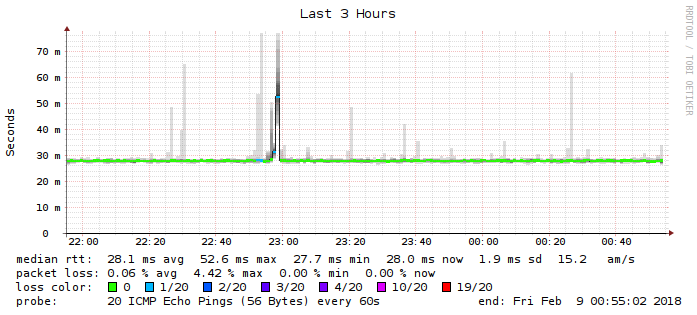 Last 3 Hours
RRDTOOL / TOBI OETIKER
Seconds
70 m
60 m
50 m
40 m
30 m
20 m
10 m
0
22:00 22:20 22:40 23:00 23:20 23:40 00:00 00:20 00:40
median rtt: 28.1 ms avg 52.6 ms max 27.7 ms min 28.0 ms now 1.9 ms sd 15.2 am/s
packet loss: 0.06 % avg 4.42 % max 0.00 % min 0.00 % now
loss color: 0 1/20 2/20 3/20 4/20 10/20 19/20
probe: 20 ICMP Echo Pings (56 Bytes) every 60s end: Fri Feb 9 00:55:02 2018